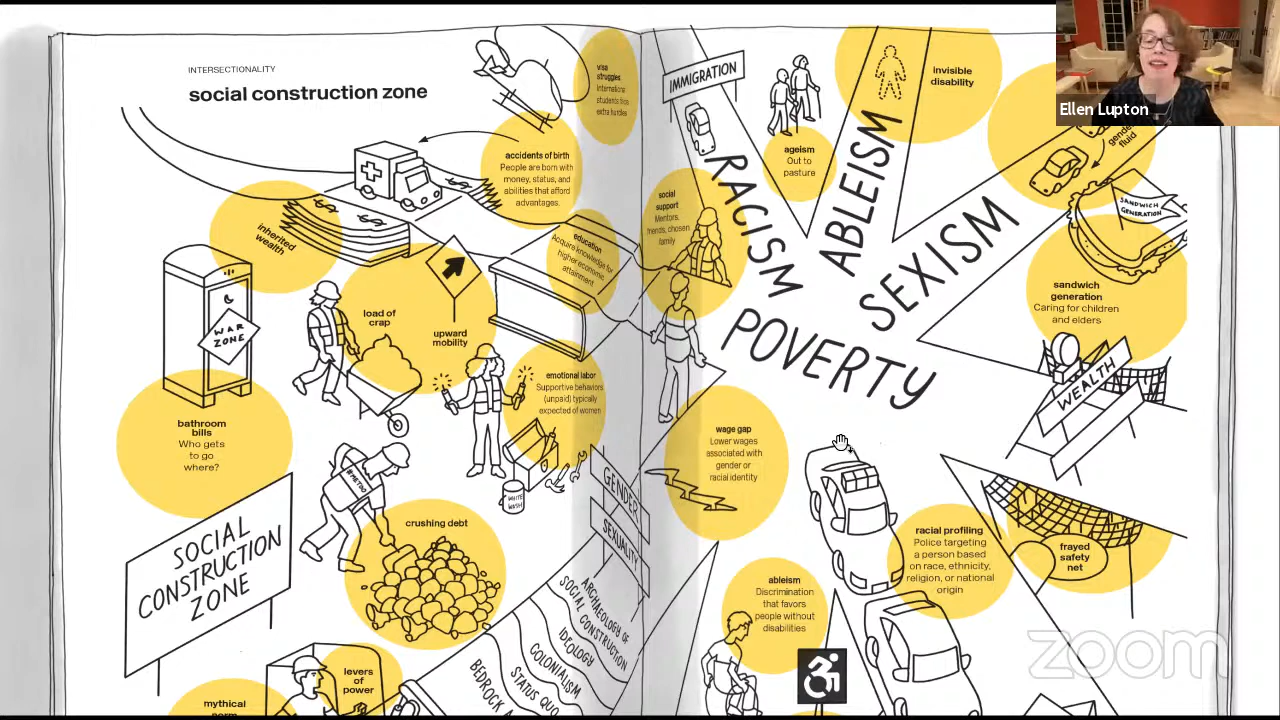 INTERSECTIONALITY
social construction zone
visa
struggles
extra hurdles
accidents of birth
People are born with
money, status, and
abilities that afford
advantages.
inherited
wealth
WAR
ZONE
load of
crap
upward
mobility
education
Acquire knowledge for
higher economic
attainment
emotional labor
Supportive behaviors
(unpaid) typically
expected of women
WHITE
WASH
bathroom
bills
Who gets
to go
where?
#METOO
SOCIAL
CONSTRUCTION
ZONE
crushing debt
levers
of
power
mythical
norm
GENDER
SEXUALITY
ARCHAEOLOGY OF
SOCIAL CONSTRUCTION
IDEOLOGY
COLONIALISM
STATUS QUO
BEDROCK
IMMIGRATION
social
support
Mentors,
friends, chosen
family
RACISM
ageism
Out to
pasture
ABLEISM
invisible
disability
gender
fluid
SEXISM
SANDWICH
GENERATION
sandwich
generation
Caring for children
and elders
POVERTY
WEALTH
wage gap
Lower wages
associated with
gender or
racial identity
racial profiling
Police targeting
a person based
on race, ethnicity,
religion, or national
origin
frayed
safety
net
ableism
Discrimination
that favors
people without
disabilities
Ellen Lupton
zoom